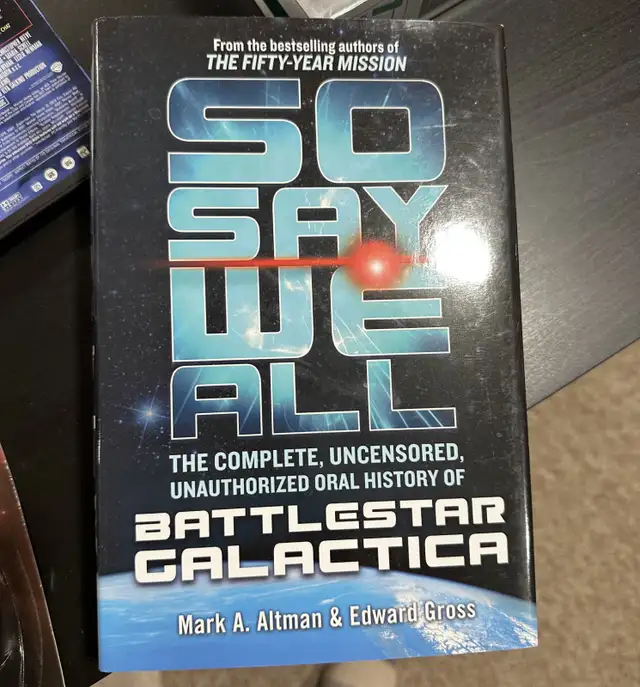 From the bestselling authors of
THE FIFTY-YEAR MISSION
SO
SAY
WE
ALL
THE COMPLETE, UNCENSORED,
UNAUTHORIZED ORAL HISTORY OF
BATTLESTAR
GALACTICA
Mark A. Altman & Edward Gross